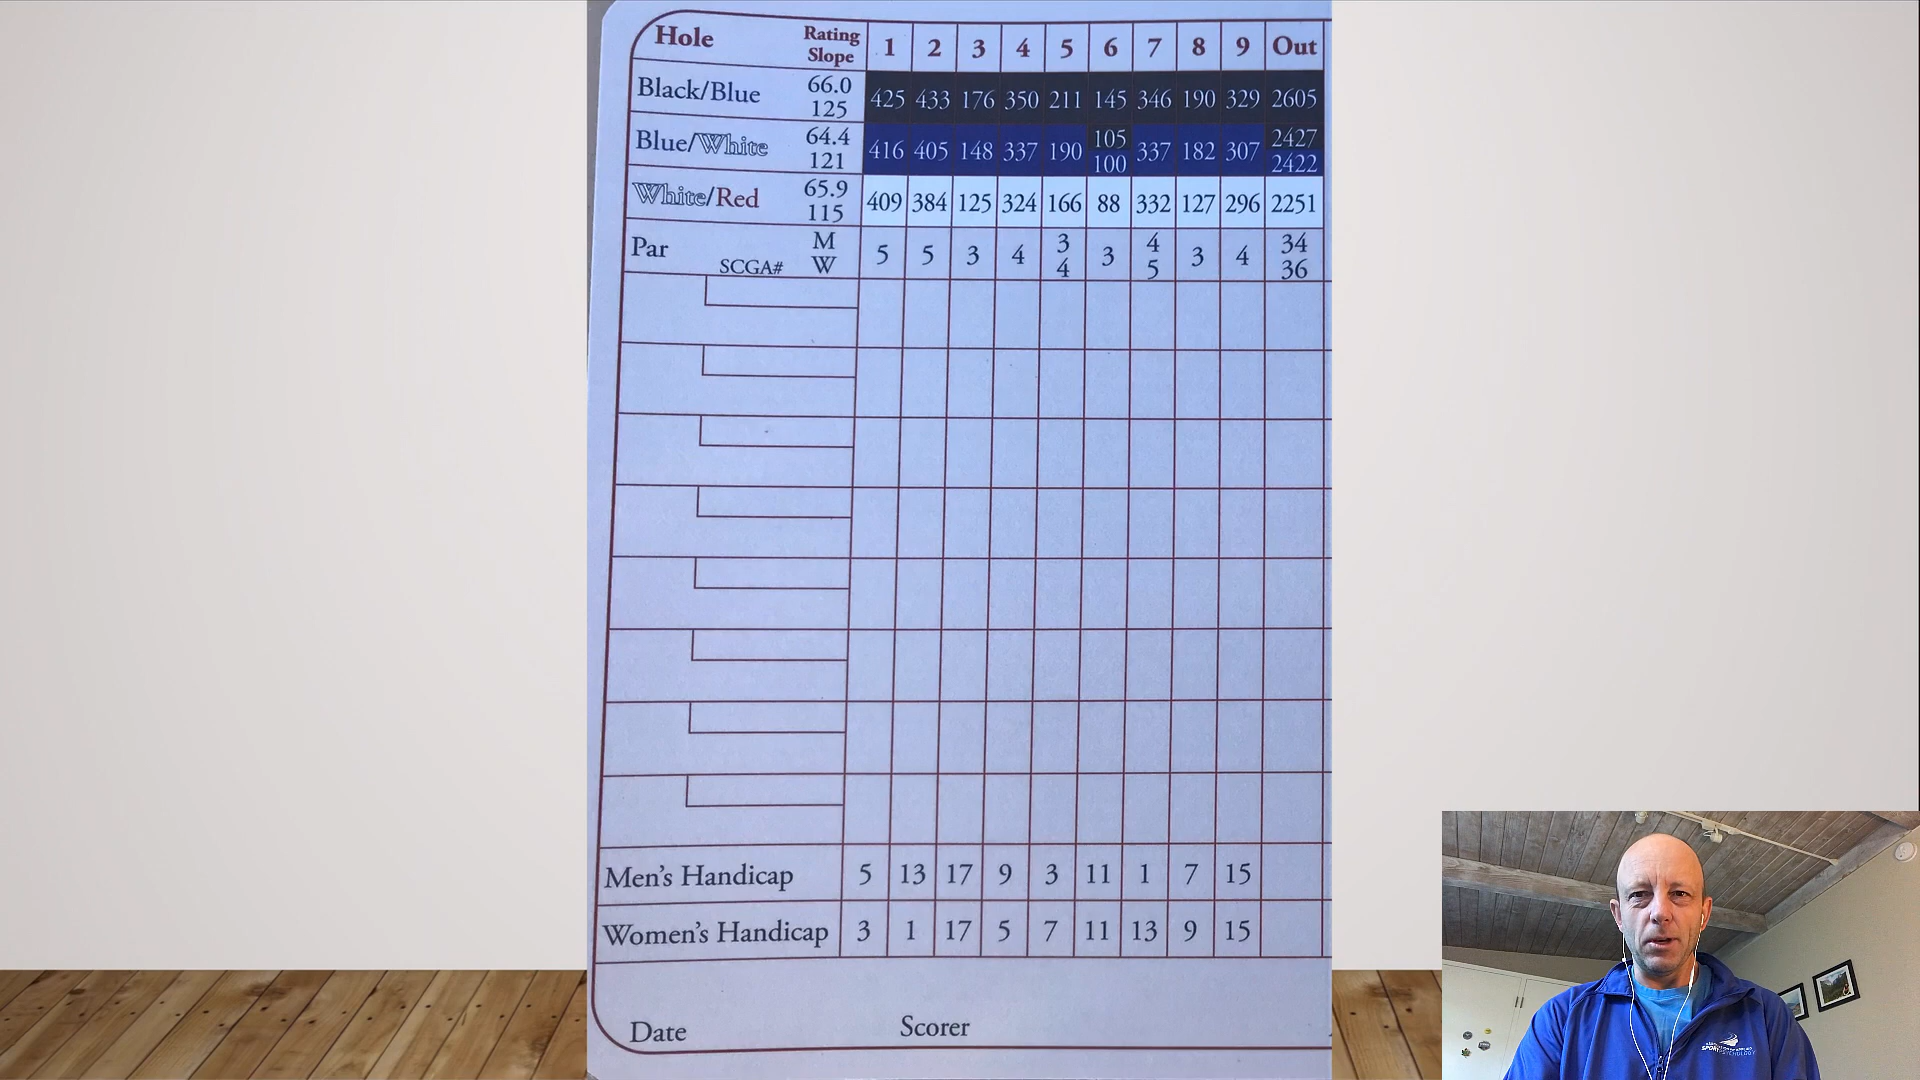 Hole Rating Slope 1 2 3 4 5 6 7 8 9 Out
Black/Blue 66.0 125 425 433 176 350 211 145 346 190 329 2605
Blue/White 64.4 121 416 405 148 337 190 105 100 337 182 307 2427 2422
White/Red 65.9 115 409 384 125 324 166 88 332 127 296 2251
Par SCGA# M W 5 5 3 4 3 4 3 4 5 3 4 34 36
Men's Handicap 5 13 17 9 3 11 1 7 15
Women's Handicap 3 1 17 5 7 11 13 9 15
Date Scorer
SPORT PSYCHOLOGY